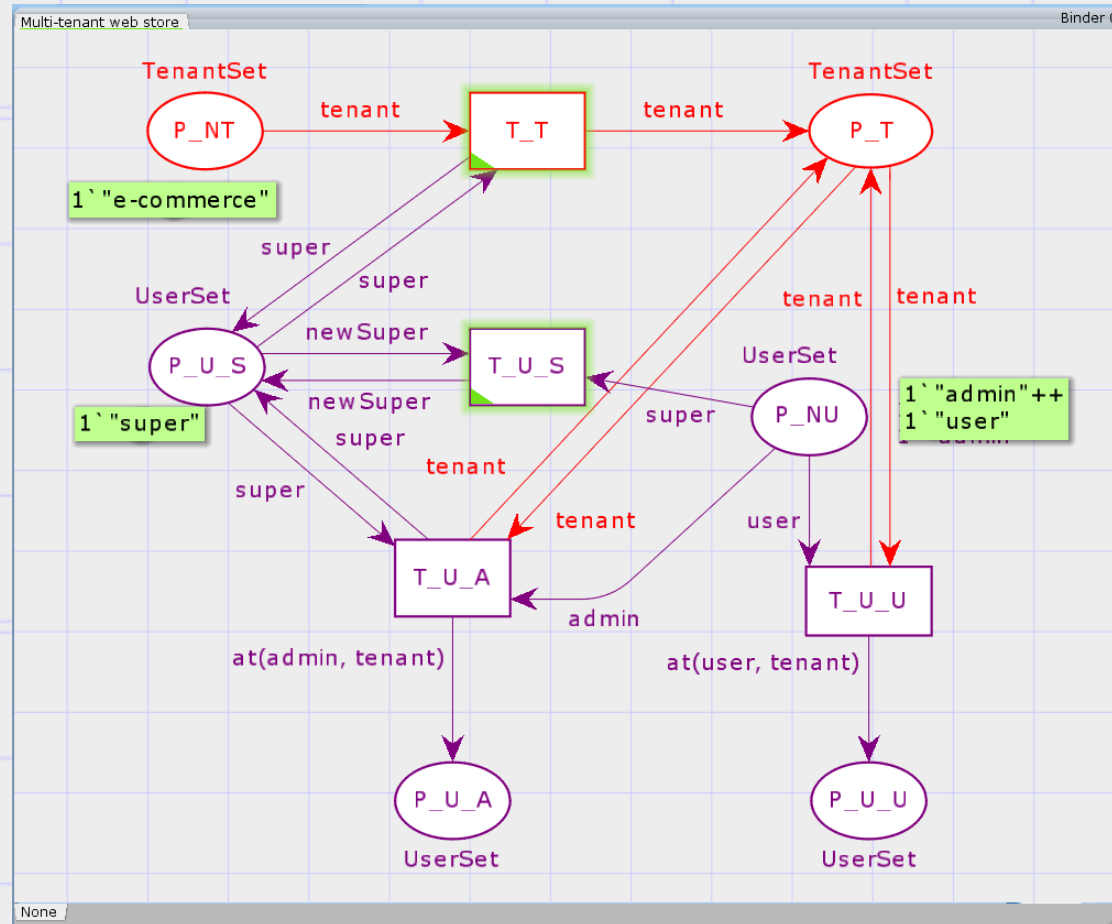 Multi-tenant web store
Binder
TenantSet
TenantSet
P_NT
tenant
T_T
tenant
P_T
1`"e-commerce"
super
super
UserSet
tenant
tenant
newSuper
P_U_S
T_U_S
UserSet
newSuper
super
P_NU
1`"admin"++
1`"user"
1`"super"
super
tenant
super
tenant
user
T_U_A
T_U_U
admin
at(admin, tenant)
at(user, tenant)
P_U_A
P_U_U
UserSet
UserSet
None